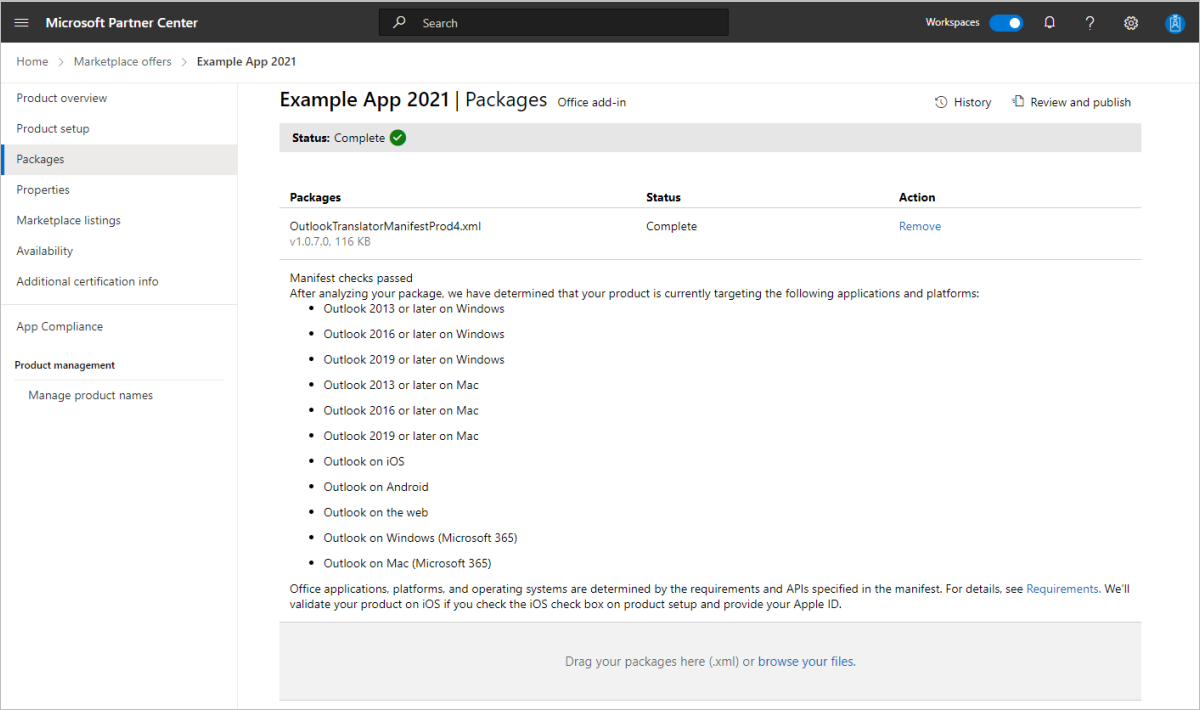 Microsoft Partner Center
Search
Workspaces
Home > Marketplace offers > Example App 2021
Product overview
Product setup
Packages
Properties
Marketplace listings
Availability
Additional certification info
App Compliance
Product management
Manage product names
Example App 2021 | Packages Office add-in
History
Review and publish
Status: Complete
Packages Status Action
OutlookTranslatorManifestProd4.xml Complete Remove
v1.0.7.0, 116 KB
Manifest checks passed
After analyzing your package, we have determined that your product is currently targeting the following applications and platforms:
• Outlook 2013 or later on Windows
• Outlook 2016 or later on Windows
• Outlook 2019 or later on Windows
• Outlook 2013 or later on Mac
• Outlook 2016 or later on Mac
• Outlook 2019 or later on Mac
• Outlook on iOS
• Outlook on Android
• Outlook on the web
• Outlook on Windows (Microsoft 365)
• Outlook on Mac (Microsoft 365)
Office applications, platforms, and operating systems are determined by the requirements and APIs specified in the manifest. For details, see Requirements. We'll
validate your product on iOS if you check the iOS check box on product setup and provide your Apple ID.
Drag your packages here (.xml) or browse your files.